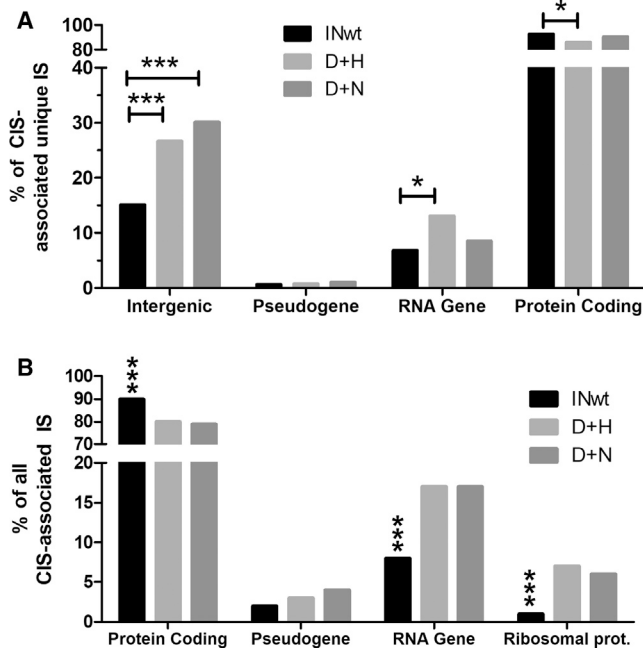 A
% of CIS-
associated unique IS
100
80
60
40
30
20
10
0
***
***
*
*
INwt
D+H
D+N
Intergenic
Pseudogene
RNA Gene
Protein Coding
B
% of all
CIS-associated IS
100
90
80
70
20
15
10
5
0
***
***
***
INwt
D+H
D+N
Protein Coding
Pseudogene
RNA Gene
Ribosomal prot.